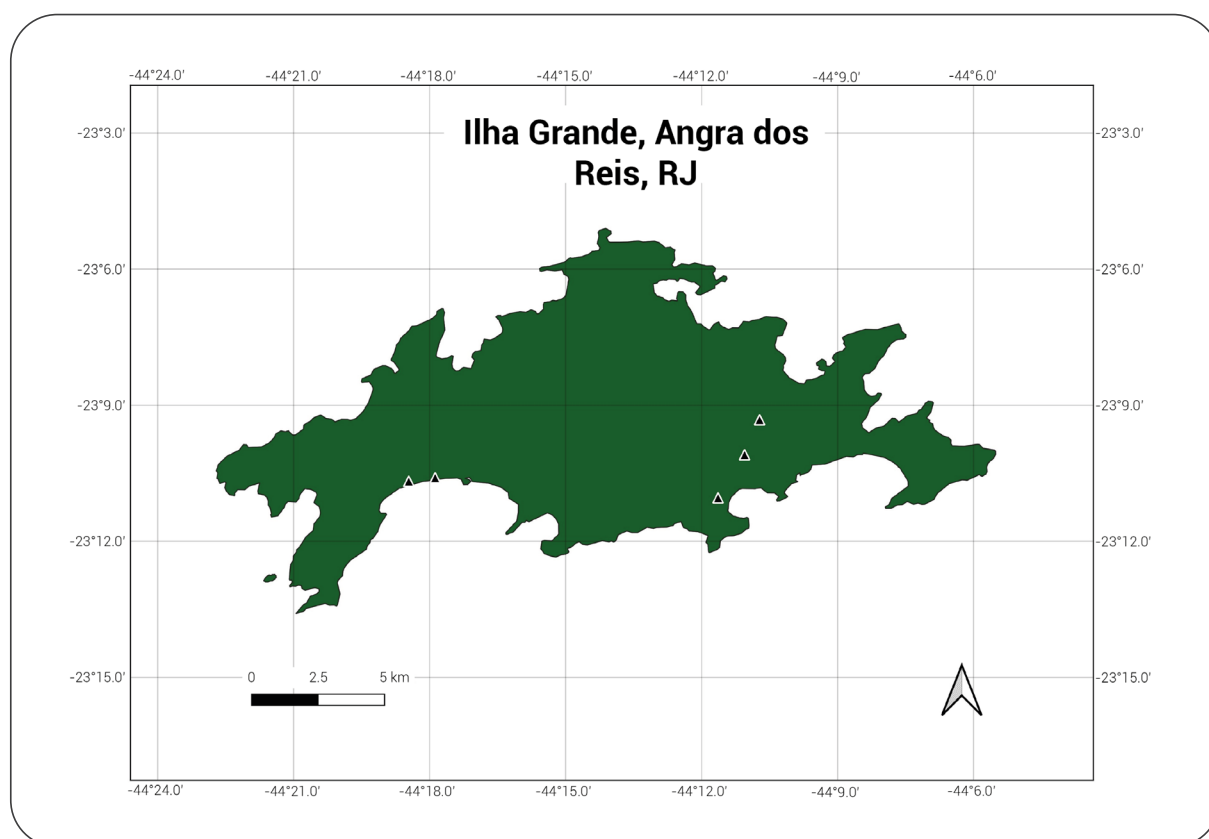 -44°24.0' -44°21.0' -44°18.0' -44°15.0' -44°12.0' -44°9.0' -44°6.0'
-23°3.0' -23°3.0'
Ilha Grande, Angra dos
Reis, RJ
-23°6.0' -23°6.0'
-23°9.0' -23°9.0'
-23°12.0' -23°12.0'
-23°15.0' 0 2.5 5 km -23°15.0'
-44°24.0' -44°21.0' -44°18.0' -44°15.0' -44°12.0' -44°9.0' -44°6.0'